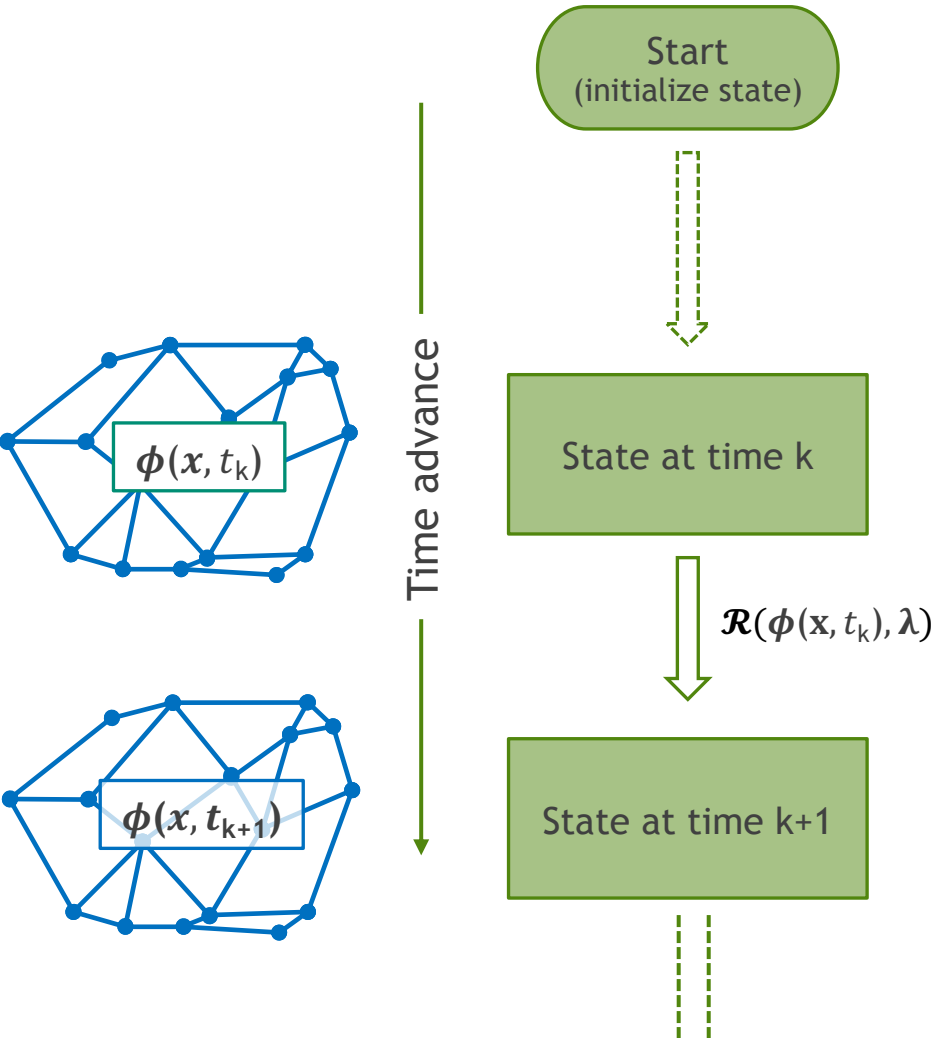 Start
(initialize state)
Time advance
ϕ(x, tₖ)
State at time k
𝓡(ϕ(x, tₖ), λ)
ϕ(x, tₖ₊₁)
State at time k+1